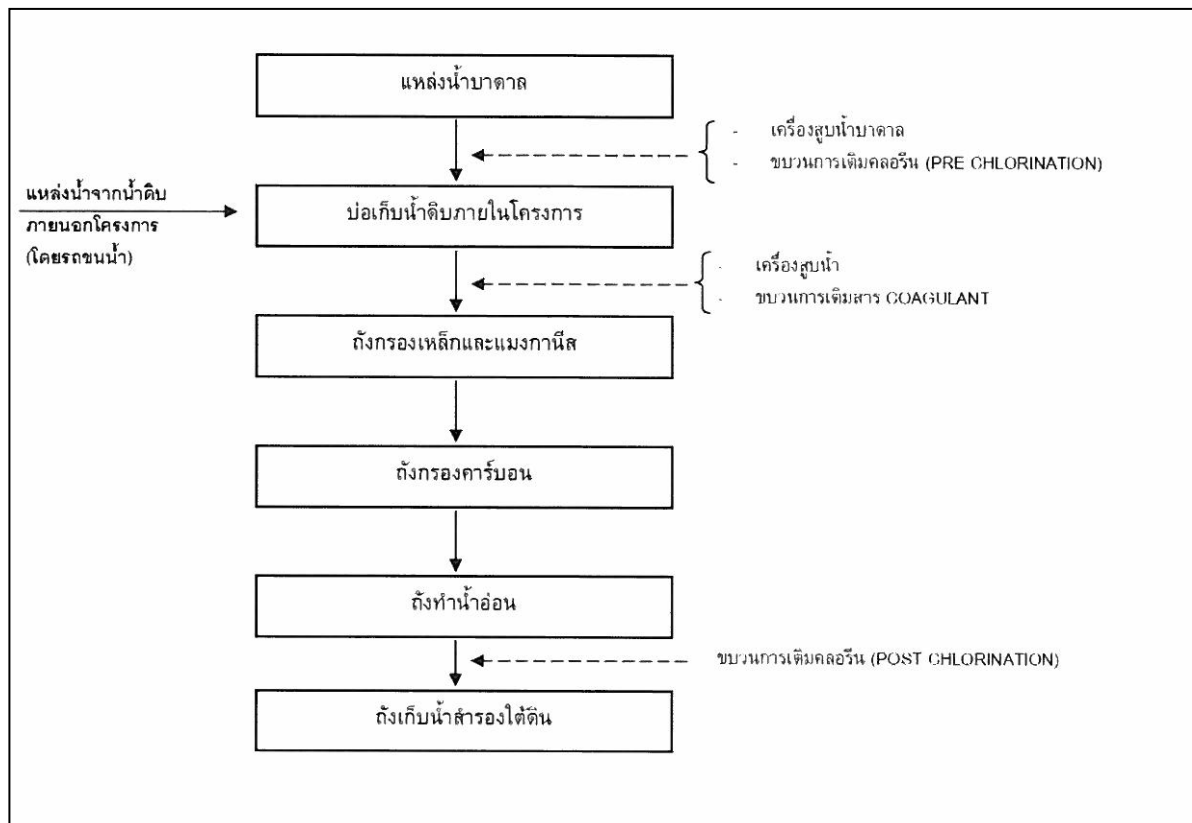 แหล่งน้ำบาดาล
- เครื่องสูบน้ำบาดาล
- ขบวนการเติมคลอรีน (PRE CHLORINATION)
แหล่งน้ำจากน้ำดิบ
ภายนอกโครงการ
(โดยรถขนน้ำ)
บ่อเก็บน้ำดิบภายในโครงการ
- เครื่องสูบน้ำ
- ขบวนการเติมสาร COAGULANT
ถังกรองเหล็กและแมงกานีส
ถังกรองคาร์บอน
ถังทำน้ำอ่อน
ขบวนการเติมคลอรีน (POST CHLORINATION)
ถังเก็บน้ำสำรองใต้ดิน